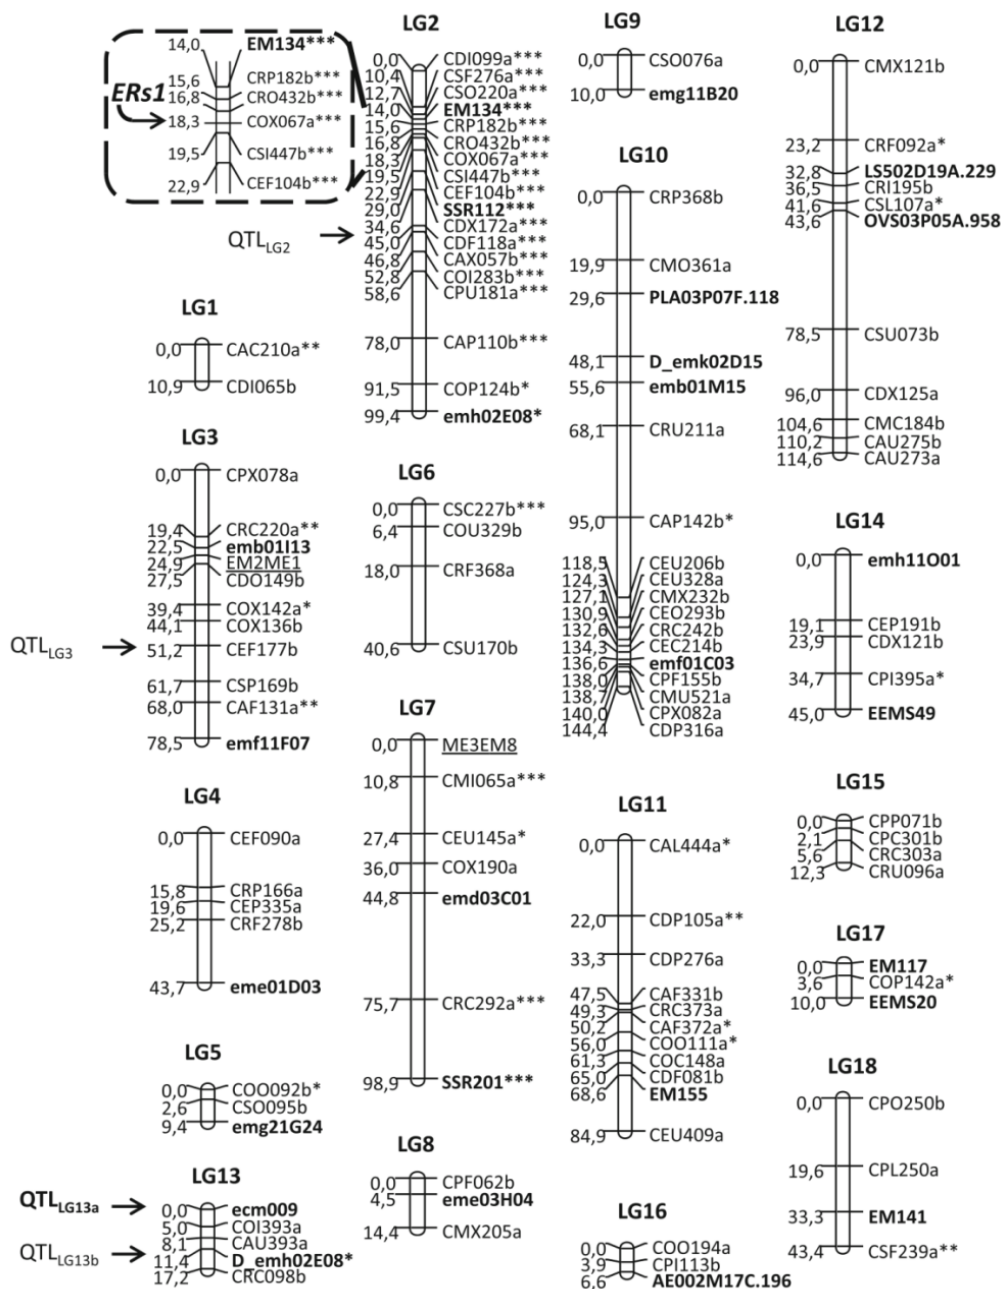 14,0 EM134***
15,6 CRP182b***
16,8 CRO432b***
ERs1
18,3 COX067a***
19,5 CSI447b***
22,9 CEF104b***
LG2
0,0 CDI099a***
10,4 CSF276a***
12,7 CSO220a***
14,0 EM134***
15,6 CRP182b***
16,8 CRO432b***
18,3 COX067a***
19,5 CSI447b***
22,9 CEF104b***
29,0 SSR112***
34,6 CDX172a***
45,0 CDF118a***
46,8 CAX057b***
52,8 COI283b***
58,6 CPU181a***
78,0 CAP110b***
91,5 COP124b*
99,4 emh02E08*
QTLLG2
LG1
0,0 CAC210a**
10,9 CDI065b
LG3
0,0 CPX078a
19,4 CRC220a**
22,5 emb01I13
24,9 EM2ME1
27,5 CDO149b
39,4 COX142a*
44,1 COX136b
51,2 CEF177b
61,7 CSP169b
68,0 CAF131a**
78,5 emf11F07
QTLLG3
LG4
0,0 CEF090a
15,8 CRP166a
19,6 CEP335a
25,2 CRF278b
43,7 eme01D03
LG5
0,0 COO092b*
2,6 CSO095b
9,4 emg21G24
LG13
QTLLG13a
0,0 ecm009
5,0 COI393a
8,1 CAU393a
QTLLG13b
11,4 D_emh02E08*
17,2 CRC098b
LG6
0,0 CSC227b***
6,4 COU329b
18,0 CRF368a
40,6 CSU170b
LG7
0,0 ME3EM8
10,8 CMI065a***
27,4 CEU145a*
36,0 COX190a
44,8 emd03C01
75,7 CRC292a***
98,9 SSR201***
LG8
0,0 CPF062b
4,5 eme03H04
14,4 CMX205a
LG9
0,0 CSO076a
10,0 emg11B20
LG10
0,0 CRP368b
19,9 CMO361a
29,6 PLA03P07F.118
48,1 D_emk02D15
55,6 emb01M15
68,1 CRU211a
95,0 CAP142b*
118,5 CEU206b
124,3 CEU328a
127,1 CMX232b
130,9 CEO293b
132,6 CRC242b
134,3 CEC214b
136,6 emf01C03
138,0 CPF155b
138,7 CMU521a
140,0 CPX082a
144,4 CDP316a
LG11
0,0 CAL444a*
22,0 CDP105a**
33,3 CDP276a
47,5 CAF331b
49,3 CRC373a
50,2 CAF372a*
56,0 COO111a*
61,3 COC148a
65,0 CDF081b
68,6 EM155
84,9 CEU409a
LG16
0,0 COO194a
3,9 CPI113b
6,6 AE002M17C.196
LG12
0,0 CMX121b
23,2 CRF092a*
32,8 LS502D19A.229
36,5 CRI195b
41,6 CSL107a*
43,6 OVS03P05A.958
78,5 CSU073b
96,0 CDX125a
104,6 CMC184b
110,2 CAU275b
114,6 CAU273a
LG14
0,0 emh11O01
19,1 CEP191b
23,9 CDX121b
34,7 CPI395a*
45,0 EEMS49
LG15
0,0 CPP071b
2,1 CPC301b
5,6 CRC303a
12,3 CRU096a
LG17
0,0 EM117
3,6 COP142a*
10,0 EEMS20
LG18
0,0 CPO250b
19,6 CPL250a
33,3 EM141
43,4 CSF239a**